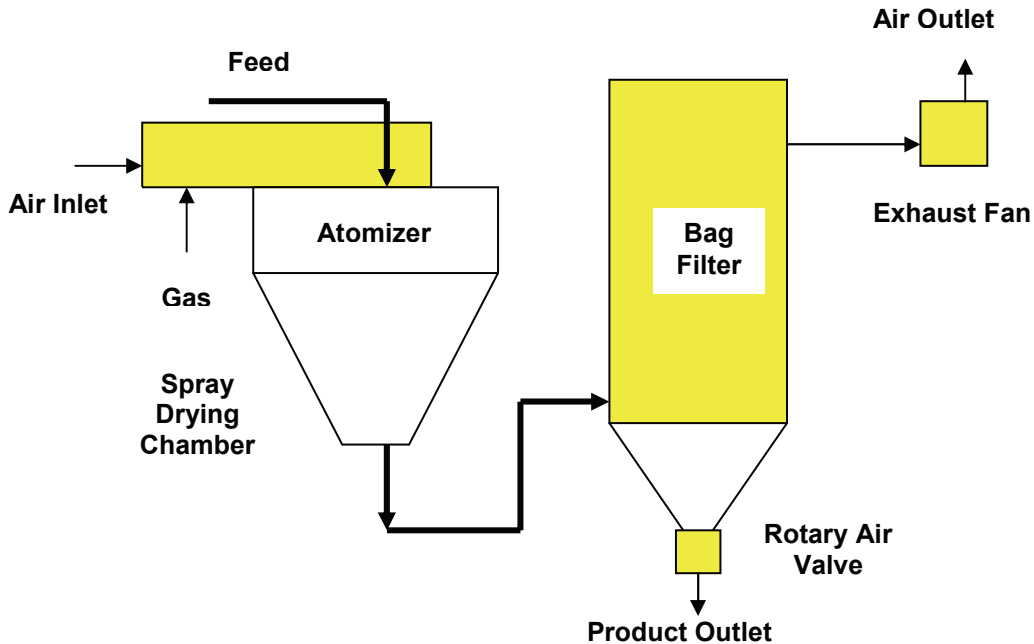 Air Outlet
Feed
Air Inlet
Atomizer
Bag
Filter
Exhaust Fan
Gas
Spray
Drying
Chamber
Rotary Air
Valve
Product Outlet